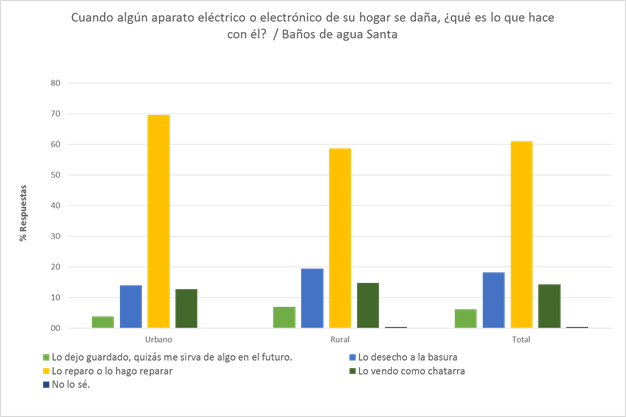 Cuando algún aparato eléctrico o electrónico de su hogar se daña, ¿qué es lo que hace
con él? / Baños de agua Santa
80
70
60
50
40
30
20
10
00
% Respuestas
Urbano
Rural
Total
Lo dejo guardado, quizás me sirva de algo en el futuro.
Lo desecho a la basura
Lo reparo o lo hago reparar
Lo vendo como chatarra
No lo sé.